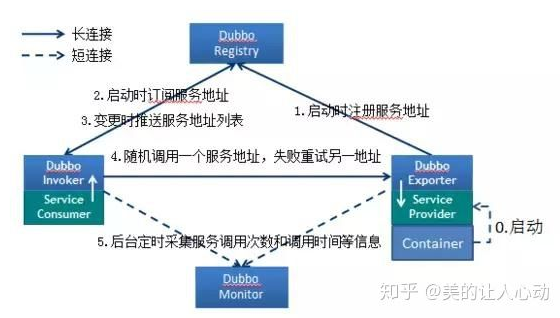 长连接
短连接
Dubbo
Registry
2.启动时订阅服务地址
3.变更时推送服务地址列表
1.启动时注册服务地址
4.随机调用一个服务地址，失败重试另一地址
Dubbo
Invoker
Service
Consumer
Dubbo
Exporter
Service
Provider
Container
0.启动
5.后台定时采集服务调用次数和调用时间等信息
Dubbo
Monitor
知乎 @美的让人心动